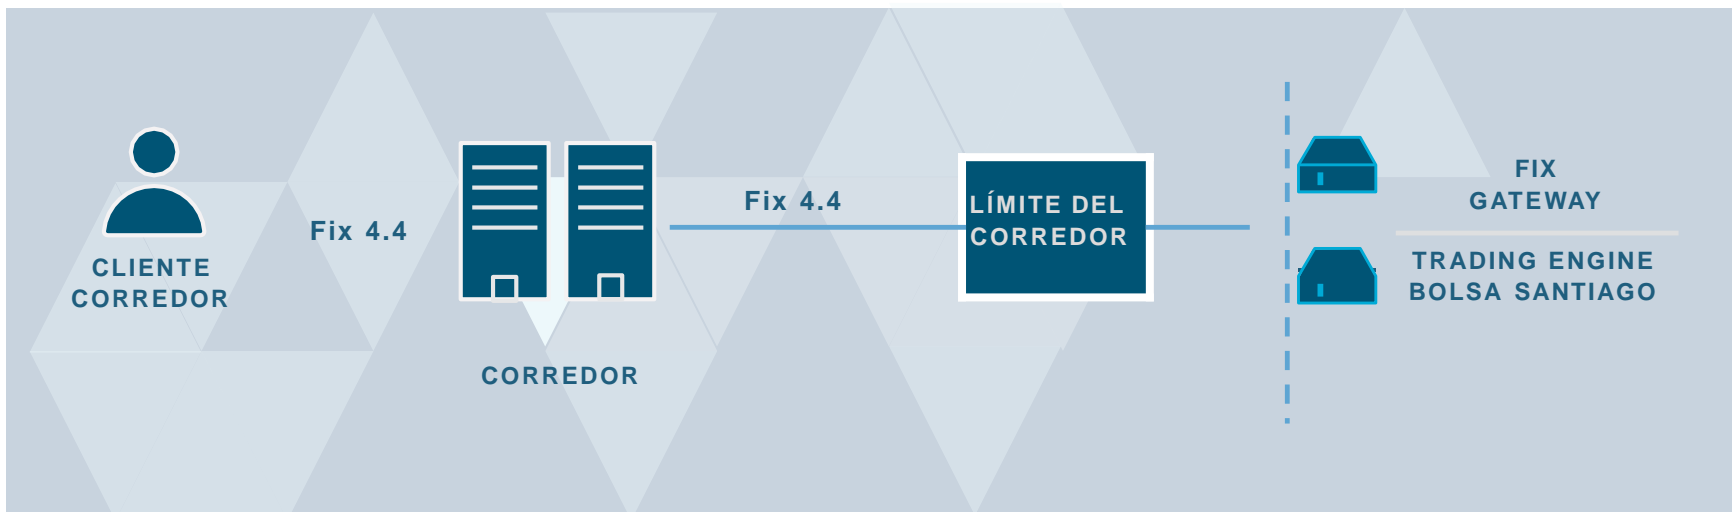 CLIENTE
CORREDOR
Fix 4.4
CORREDOR
Fix 4.4
LÍMITE DEL
CORREDOR
FIX
GATEWAY
TRADING ENGINE
BOLSA SANTIAGO